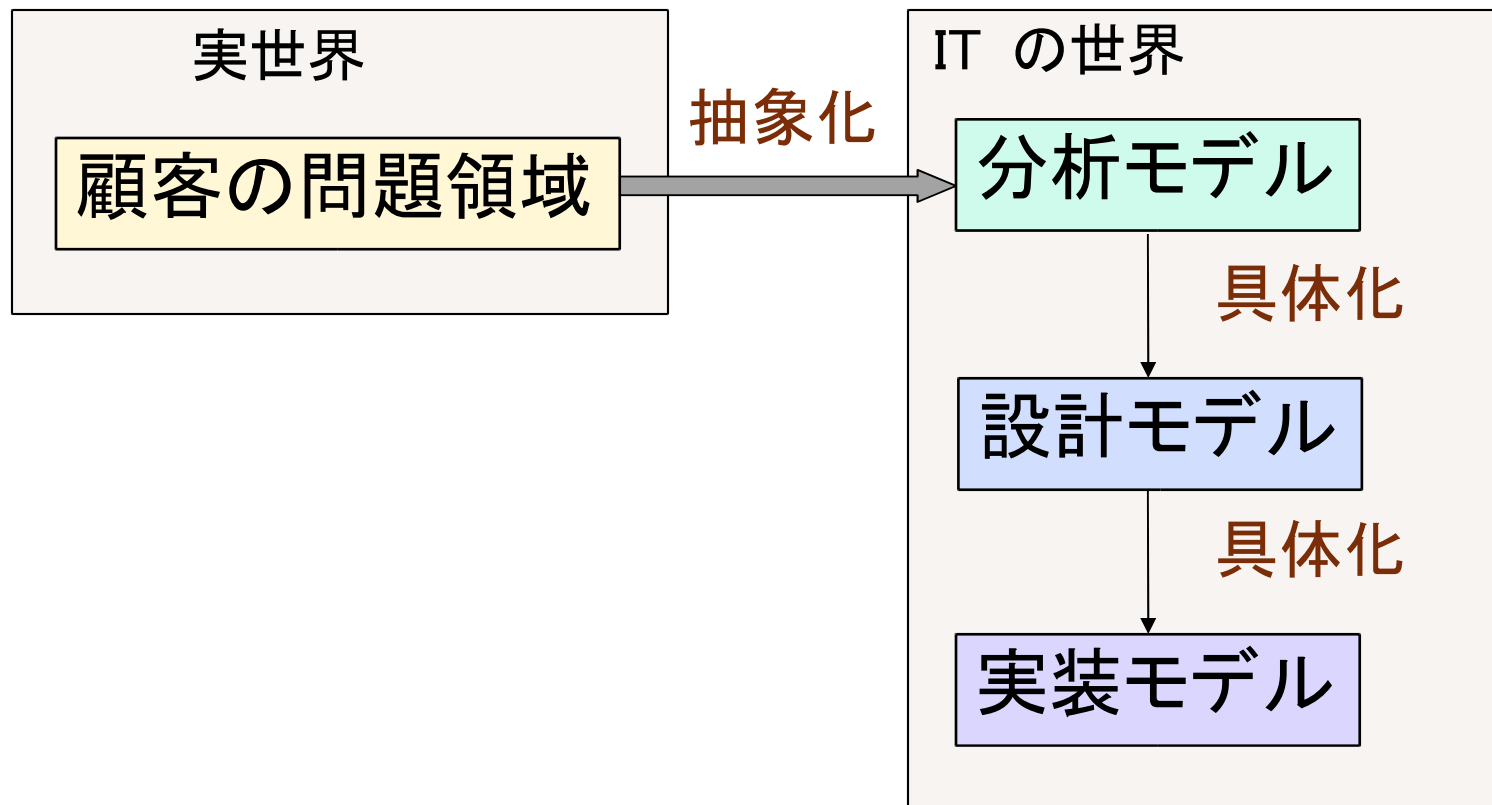 実世界
顧客の問題領域
抽象化
IT の世界
分析モデル
具体化
設計モデル
具体化
実装モデル